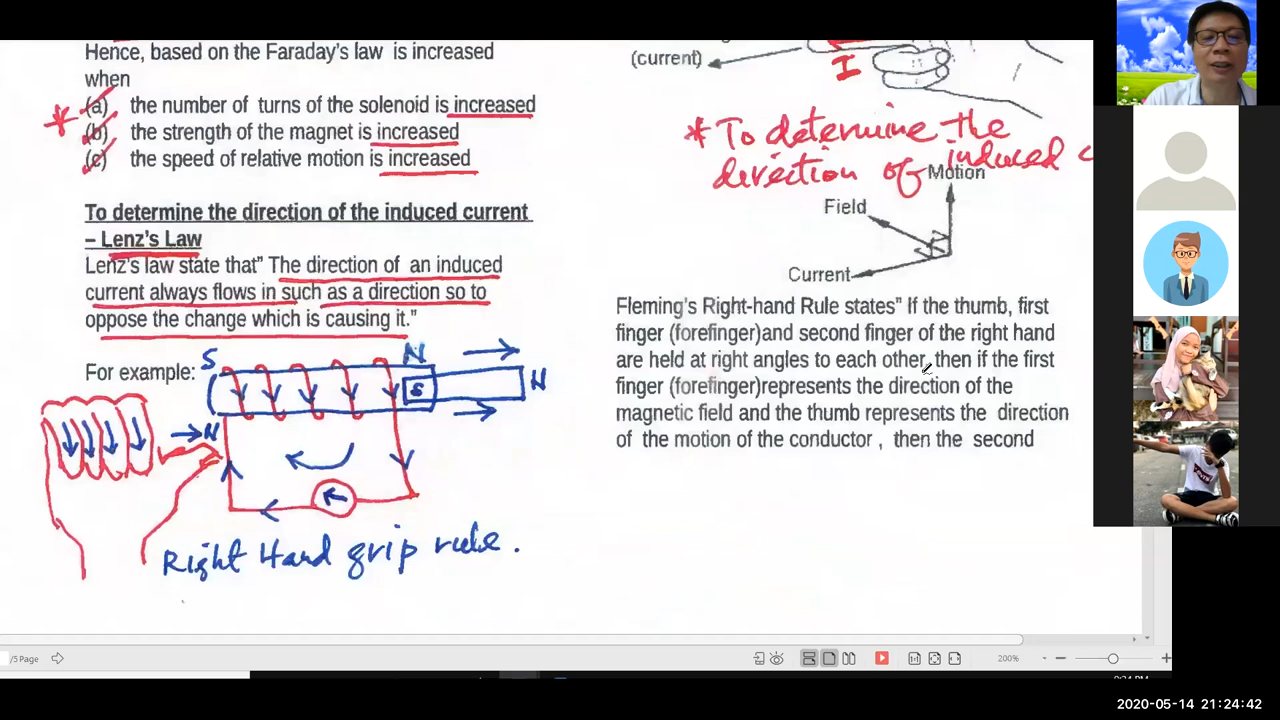 Hence, based on the Faraday's law is increased
when
* (a) the number of turns of the solenoid is increased
(b) the strength of the magnet is increased
(c) the speed of relative motion is increased
To determine the direction of the induced current
– Lenz's Law
Lenz's law state that" The direction of an induced
current always flows in such as a direction so to
oppose the change which is causing it."
For example:
S
N
S
N
N
Right Hand grip rule.
(current)
I
* To determine the
direction of induced c
Motion
Field
Current
Fleming's Right-hand Rule states" If the thumb, first
finger (forefinger)and second finger of the right hand
are held at right angles to each other, then if the first
finger (forefinger)represents the direction of the
magnetic field and the thumb represents the direction
of the motion of the conductor , then the second
/5 Page
200%
2020-05-14 21:24:42